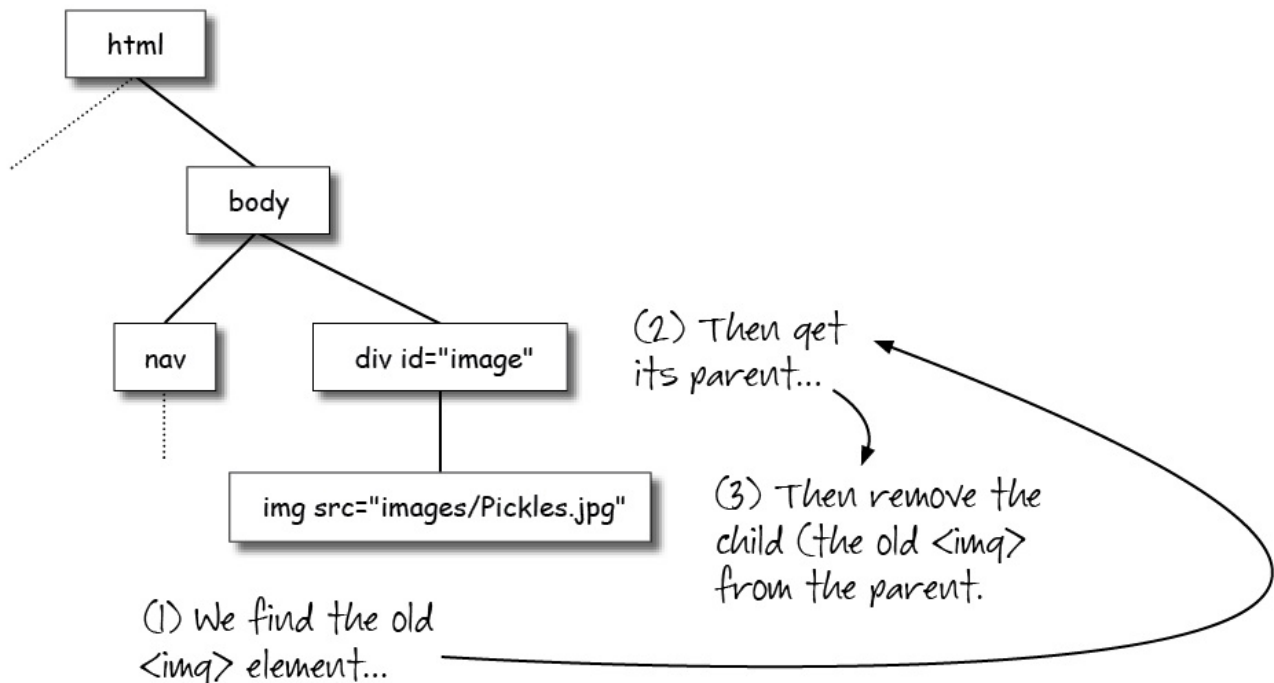 html
body
nav
div id="image"
img src="images/Pickles.jpg"
(1) We find the old
<img> element...
(2) Then get
its parent...
(3) Then remove the
child (the old <img>
from the parent.